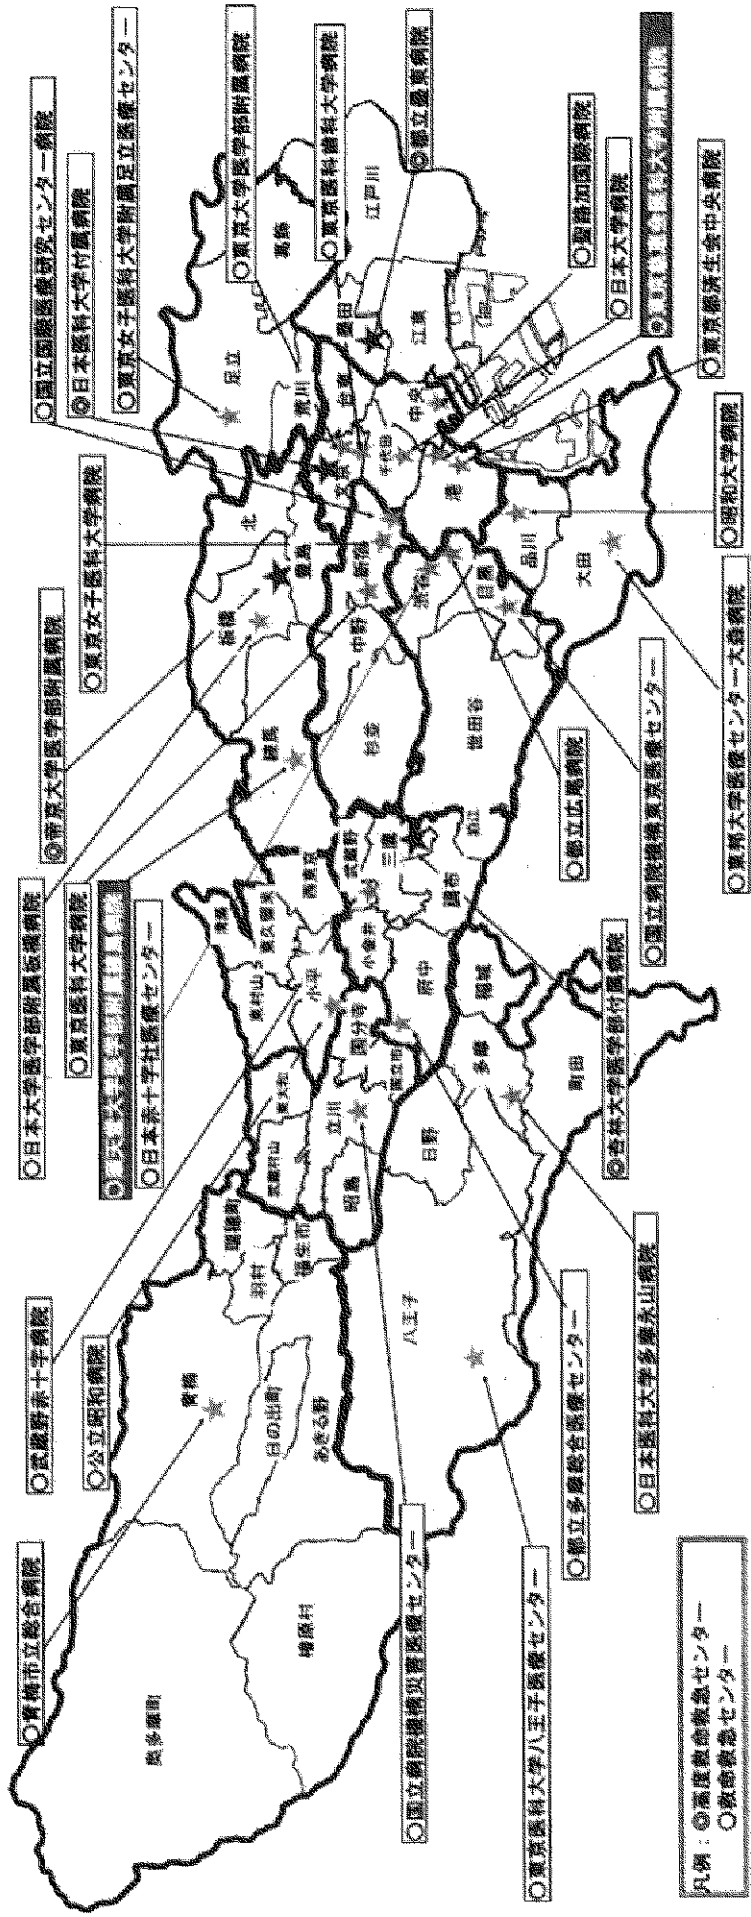 ○青梅市立総合病院
○武蔵野赤十字病院
○公立昭和病院
○日本大学医学部附属板橋病院
○東京医科大学病院
○日本赤十字社医療センター
◎帝京大学医学部附属病院
○東京女子医科大学病院
○国立国際医療研究センター病院
◎日本医科大学付属病院
○東京女子医科大学附属足立医療センター
○東京大学医学部附属病院
○東京医科歯科大学病院
◎都立墨東病院
奥多摩町
檜原村
青梅
日の出町
あきる野
瑞穂町
羽村
福生市
武蔵村山
東大和
東村山
清瀬
東久留米
西東京
小平
立川
昭島
国分寺
国立市
小金井
武蔵野
三鷹
府中
調布
狛江
八王子
日野
多摩
稲城
町田
練馬
板橋
北
豊島
杉並
中野
新宿
渋谷
世田谷
目黒
品川
大田
港
千代田
中央
文京
台東
荒川
足立
葛飾
墨田
江東
江戸川
○国立病院機構災害医療センター
○東京医科大学八王子医療センター
○都立多摩総合医療センター
○日本医科大学多摩永山病院
◎杏林大学医学部付属病院
○都立広尾病院
○国立病院機構東京医療センター
○東邦大学医療センター大森病院
○昭和大学病院
○東京都済生会中央病院
○日本大学病院
○聖路加国際病院
凡例：◎高度救命救急センター
○救命救急センター